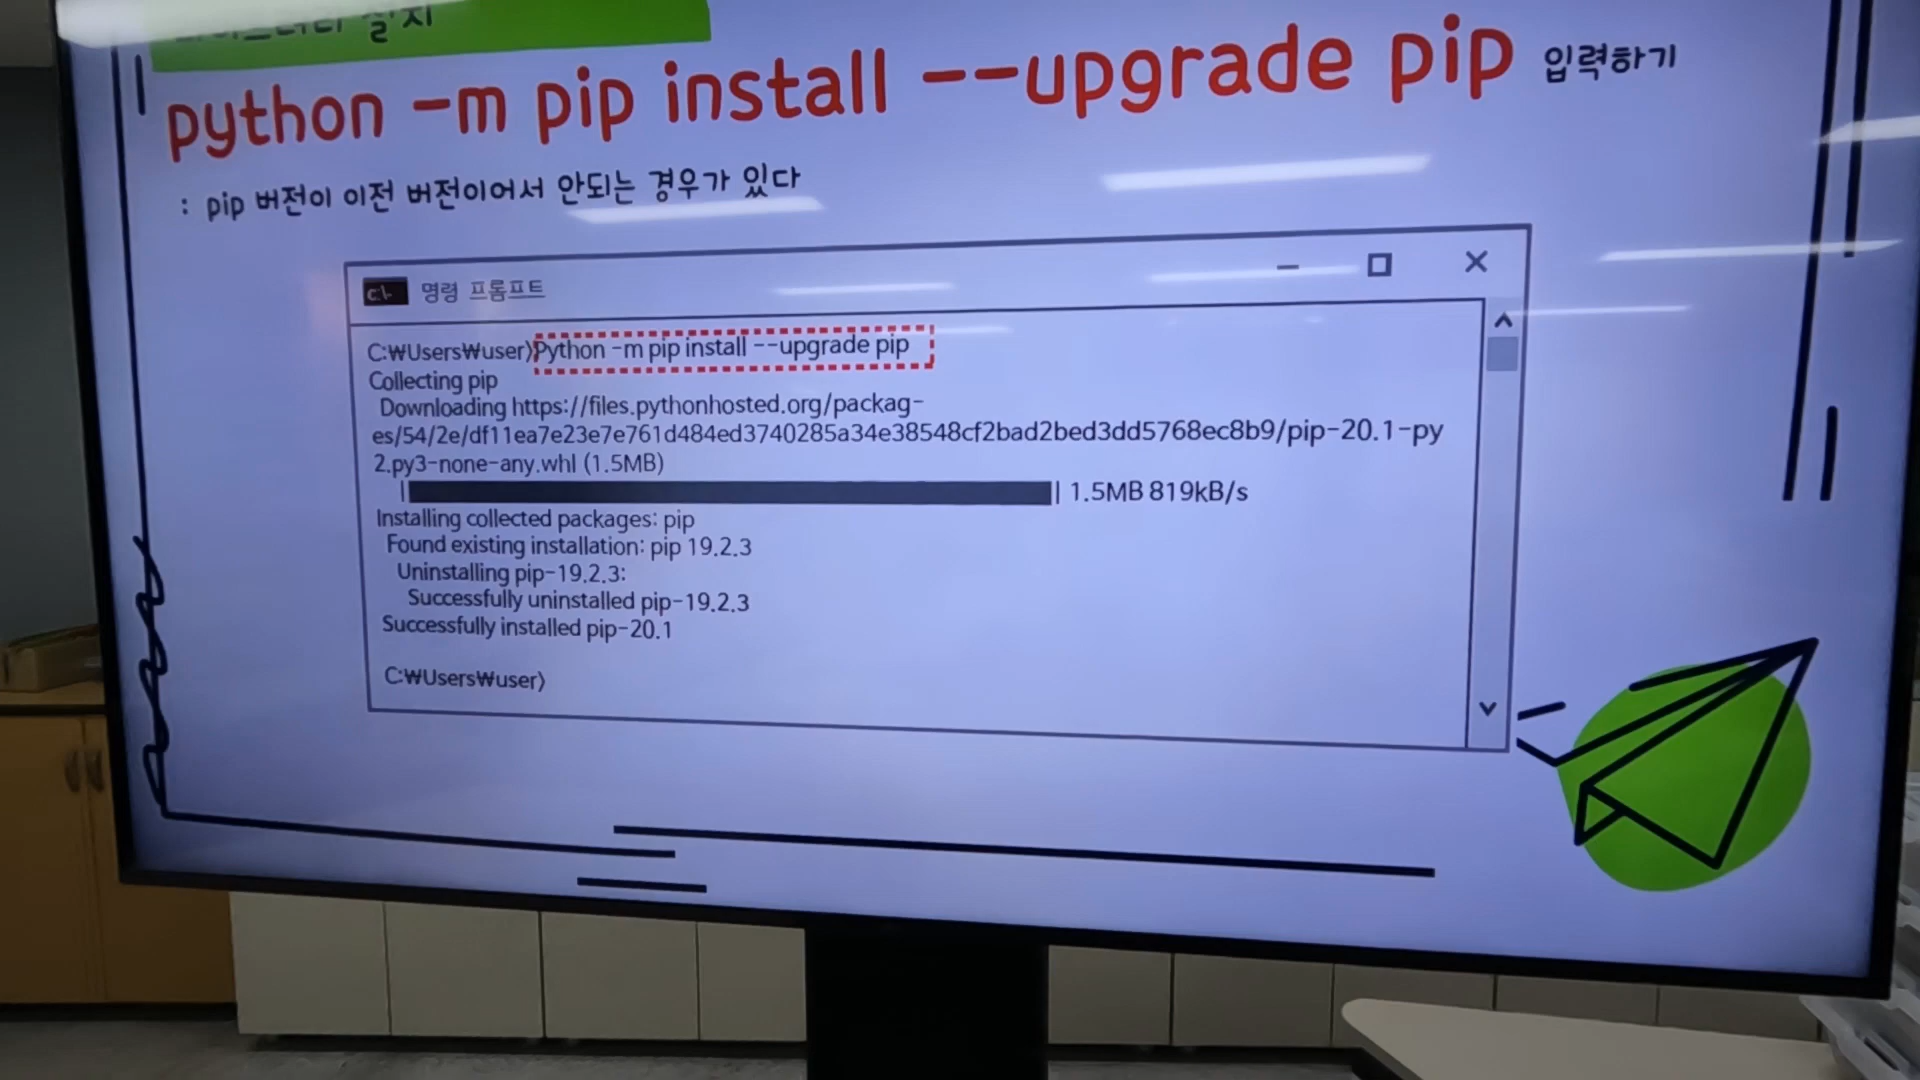 설치
python -m pip install --upgrade pip 입력하기
: pip 버전이 이전 버전이어서 안되는 경우가 있다
C:\ 명령 프롬프트
C:₩Users₩user>Python -m pip install --upgrade pip
Collecting pip
Downloading https://files.pythonhosted.org/packag-
es/54/2e/df11ea7e23e7e761d484ed3740285a34e38548cf2bad2bed3dd5768ec8b9/pip-20.1-py
2.py3-none-any.whl (1.5MB)
|| 1.5MB 819kB/s
Installing collected packages: pip
Found existing installation: pip 19.2.3
Uninstalling pip-19.2.3:
Successfully uninstalled pip-19.2.3
Successfully installed pip-20.1
C:₩Users₩user>